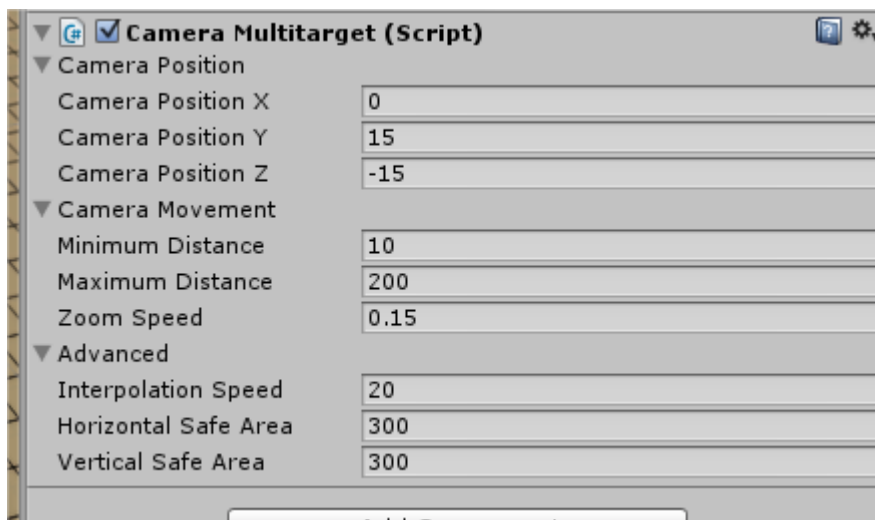 Camera Multitarget (Script)
Camera Position
Camera Position X 0
Camera Position Y 15
Camera Position Z -15
Camera Movement
Minimum Distance 10
Maximum Distance 200
Zoom Speed 0.15
Advanced
Interpolation Speed 20
Horizontal Safe Area 300
Vertical Safe Area 300